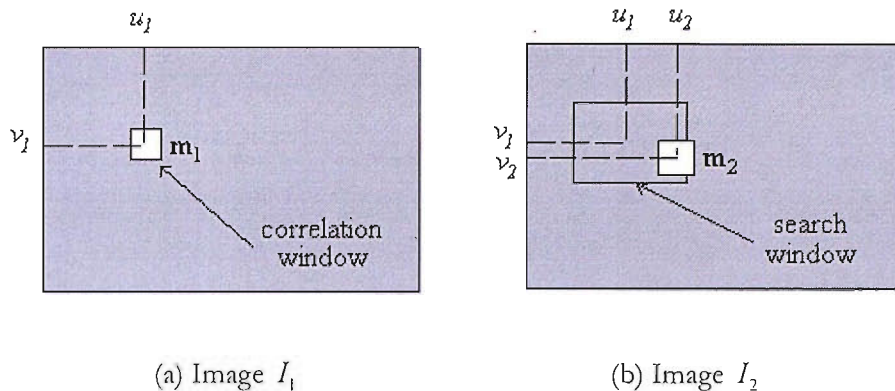 u₁
v₁
m₁
correlation
window
(a) Image I₁
u₁ u₂
v₁
v₂
m₂
search
window
(b) Image I₂